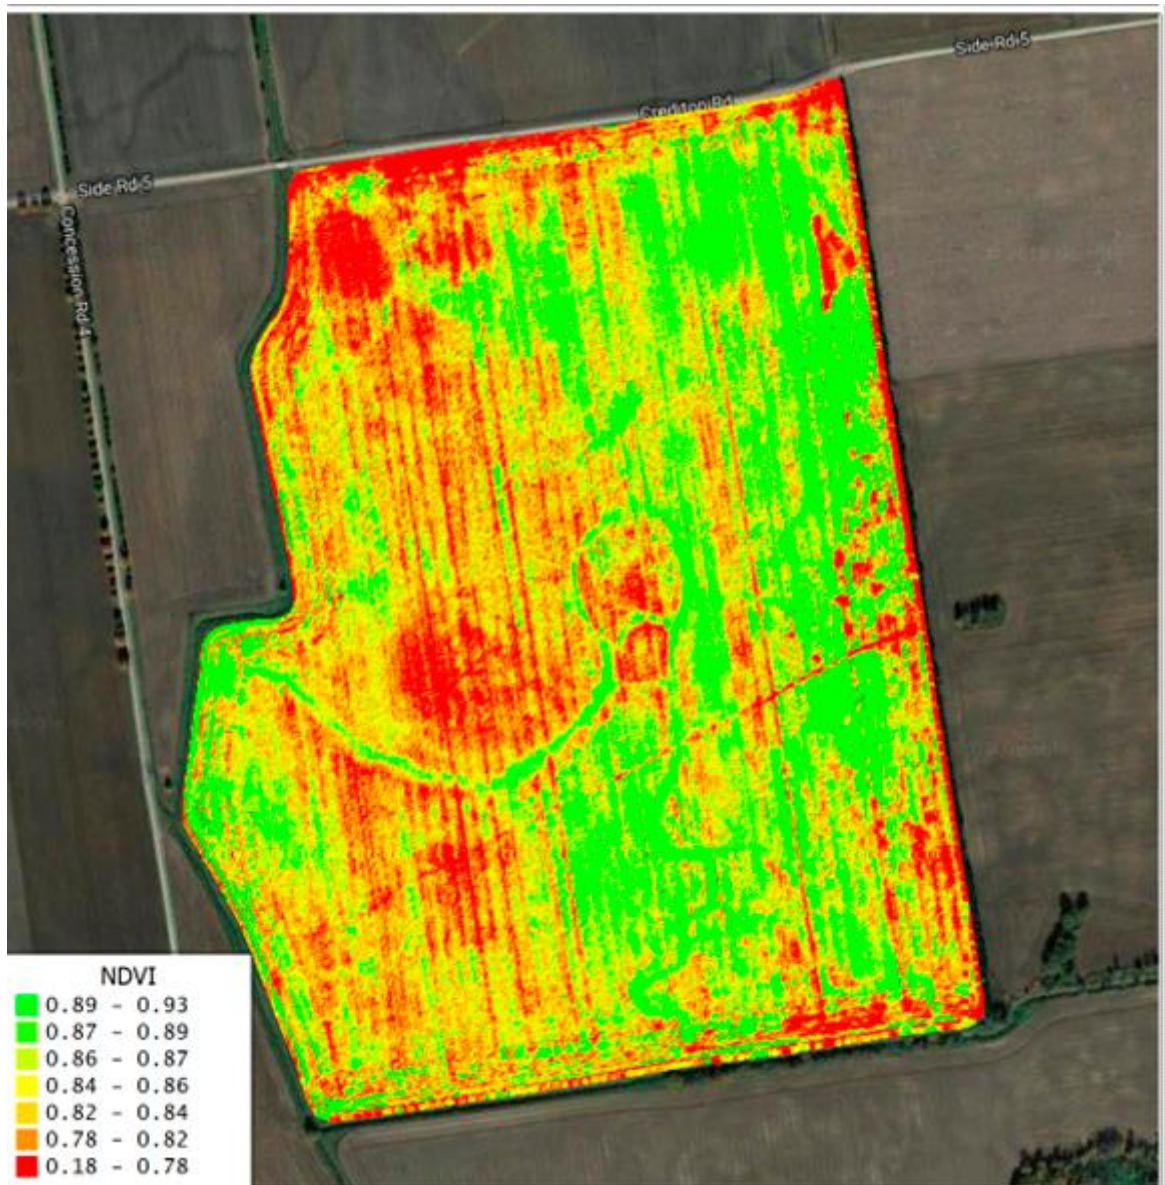 Side Rd 5
Crediton Rd
Side Rd 5
Concession Rd 4
NDVI
0.89 - 0.93
0.87 - 0.89
0.86 - 0.87
0.84 - 0.86
0.82 - 0.84
0.78 - 0.82
0.18 - 0.78